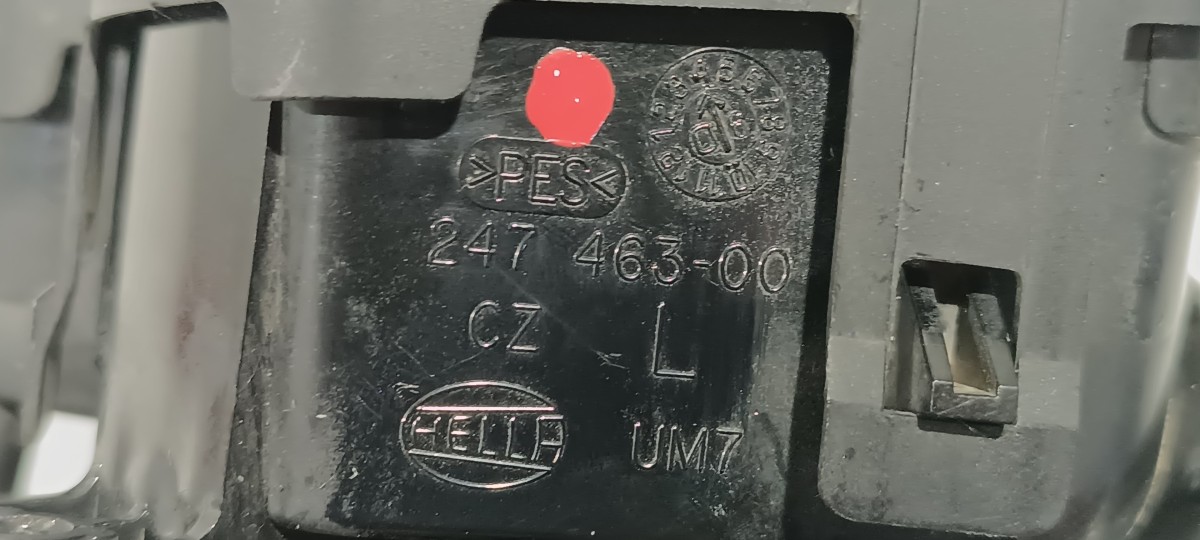 >PES<
247 463-00
CZ L
HELLA UM7